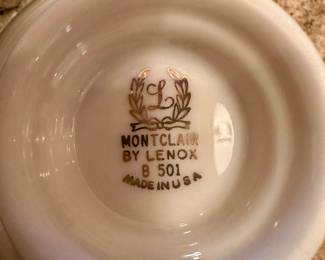 L
MONTCLAIR
BY LENOX
B 501
MADE IN USA